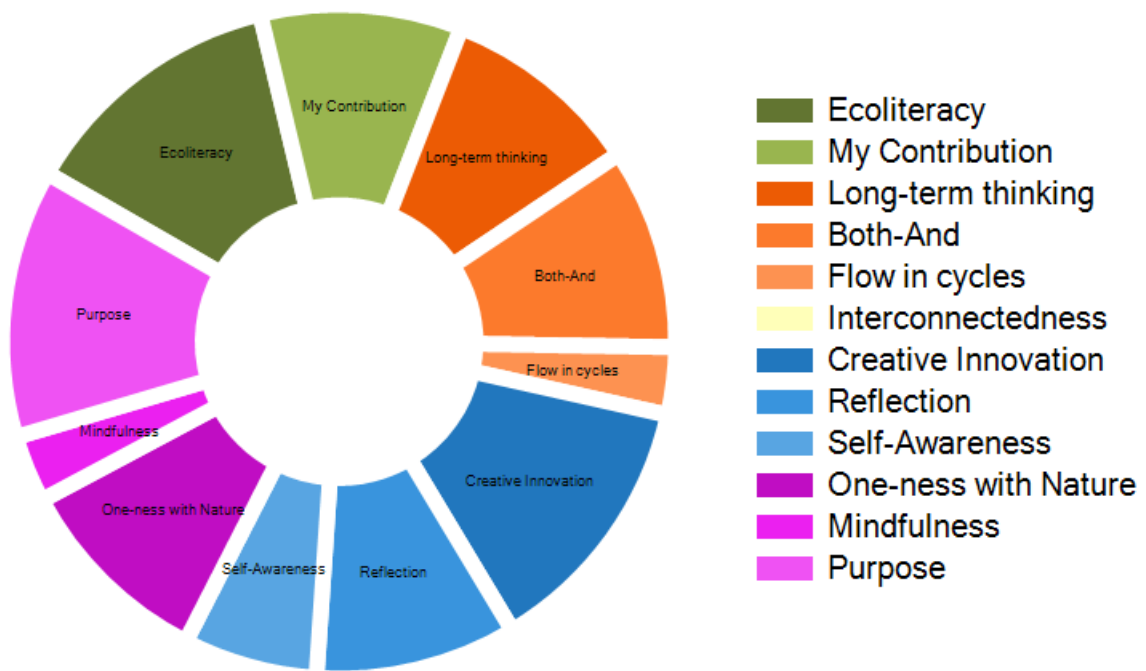 My Contribution
Long-term thinking
Both-And
Flow in cycles
Creative Innovation
Reflection
Self-Awareness
One-ness with Nature
Mindfulness
Purpose
Ecoliteracy
Ecoliteracy
My Contribution
Long-term thinking
Both-And
Flow in cycles
Interconnectedness
Creative Innovation
Reflection
Self-Awareness
One-ness with Nature
Mindfulness
Purpose